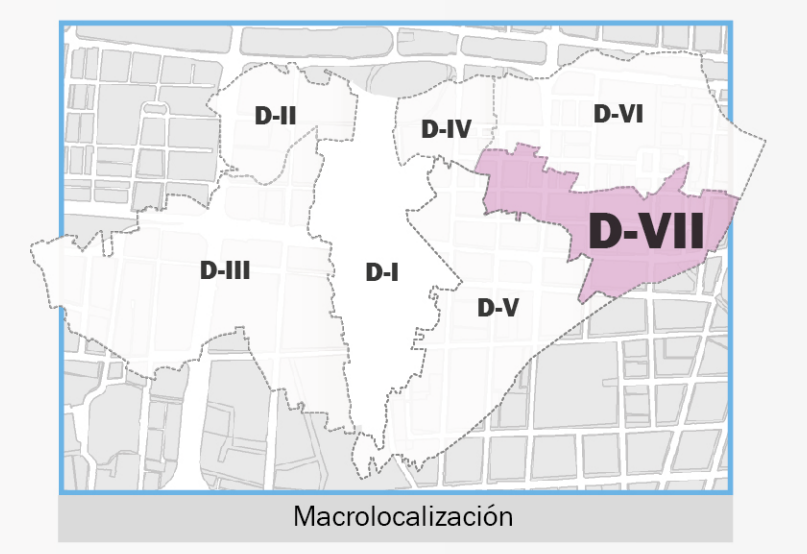 D-II
D-IV
D-VI
D-VII
D-III
D-I
D-V
Macrolocalización